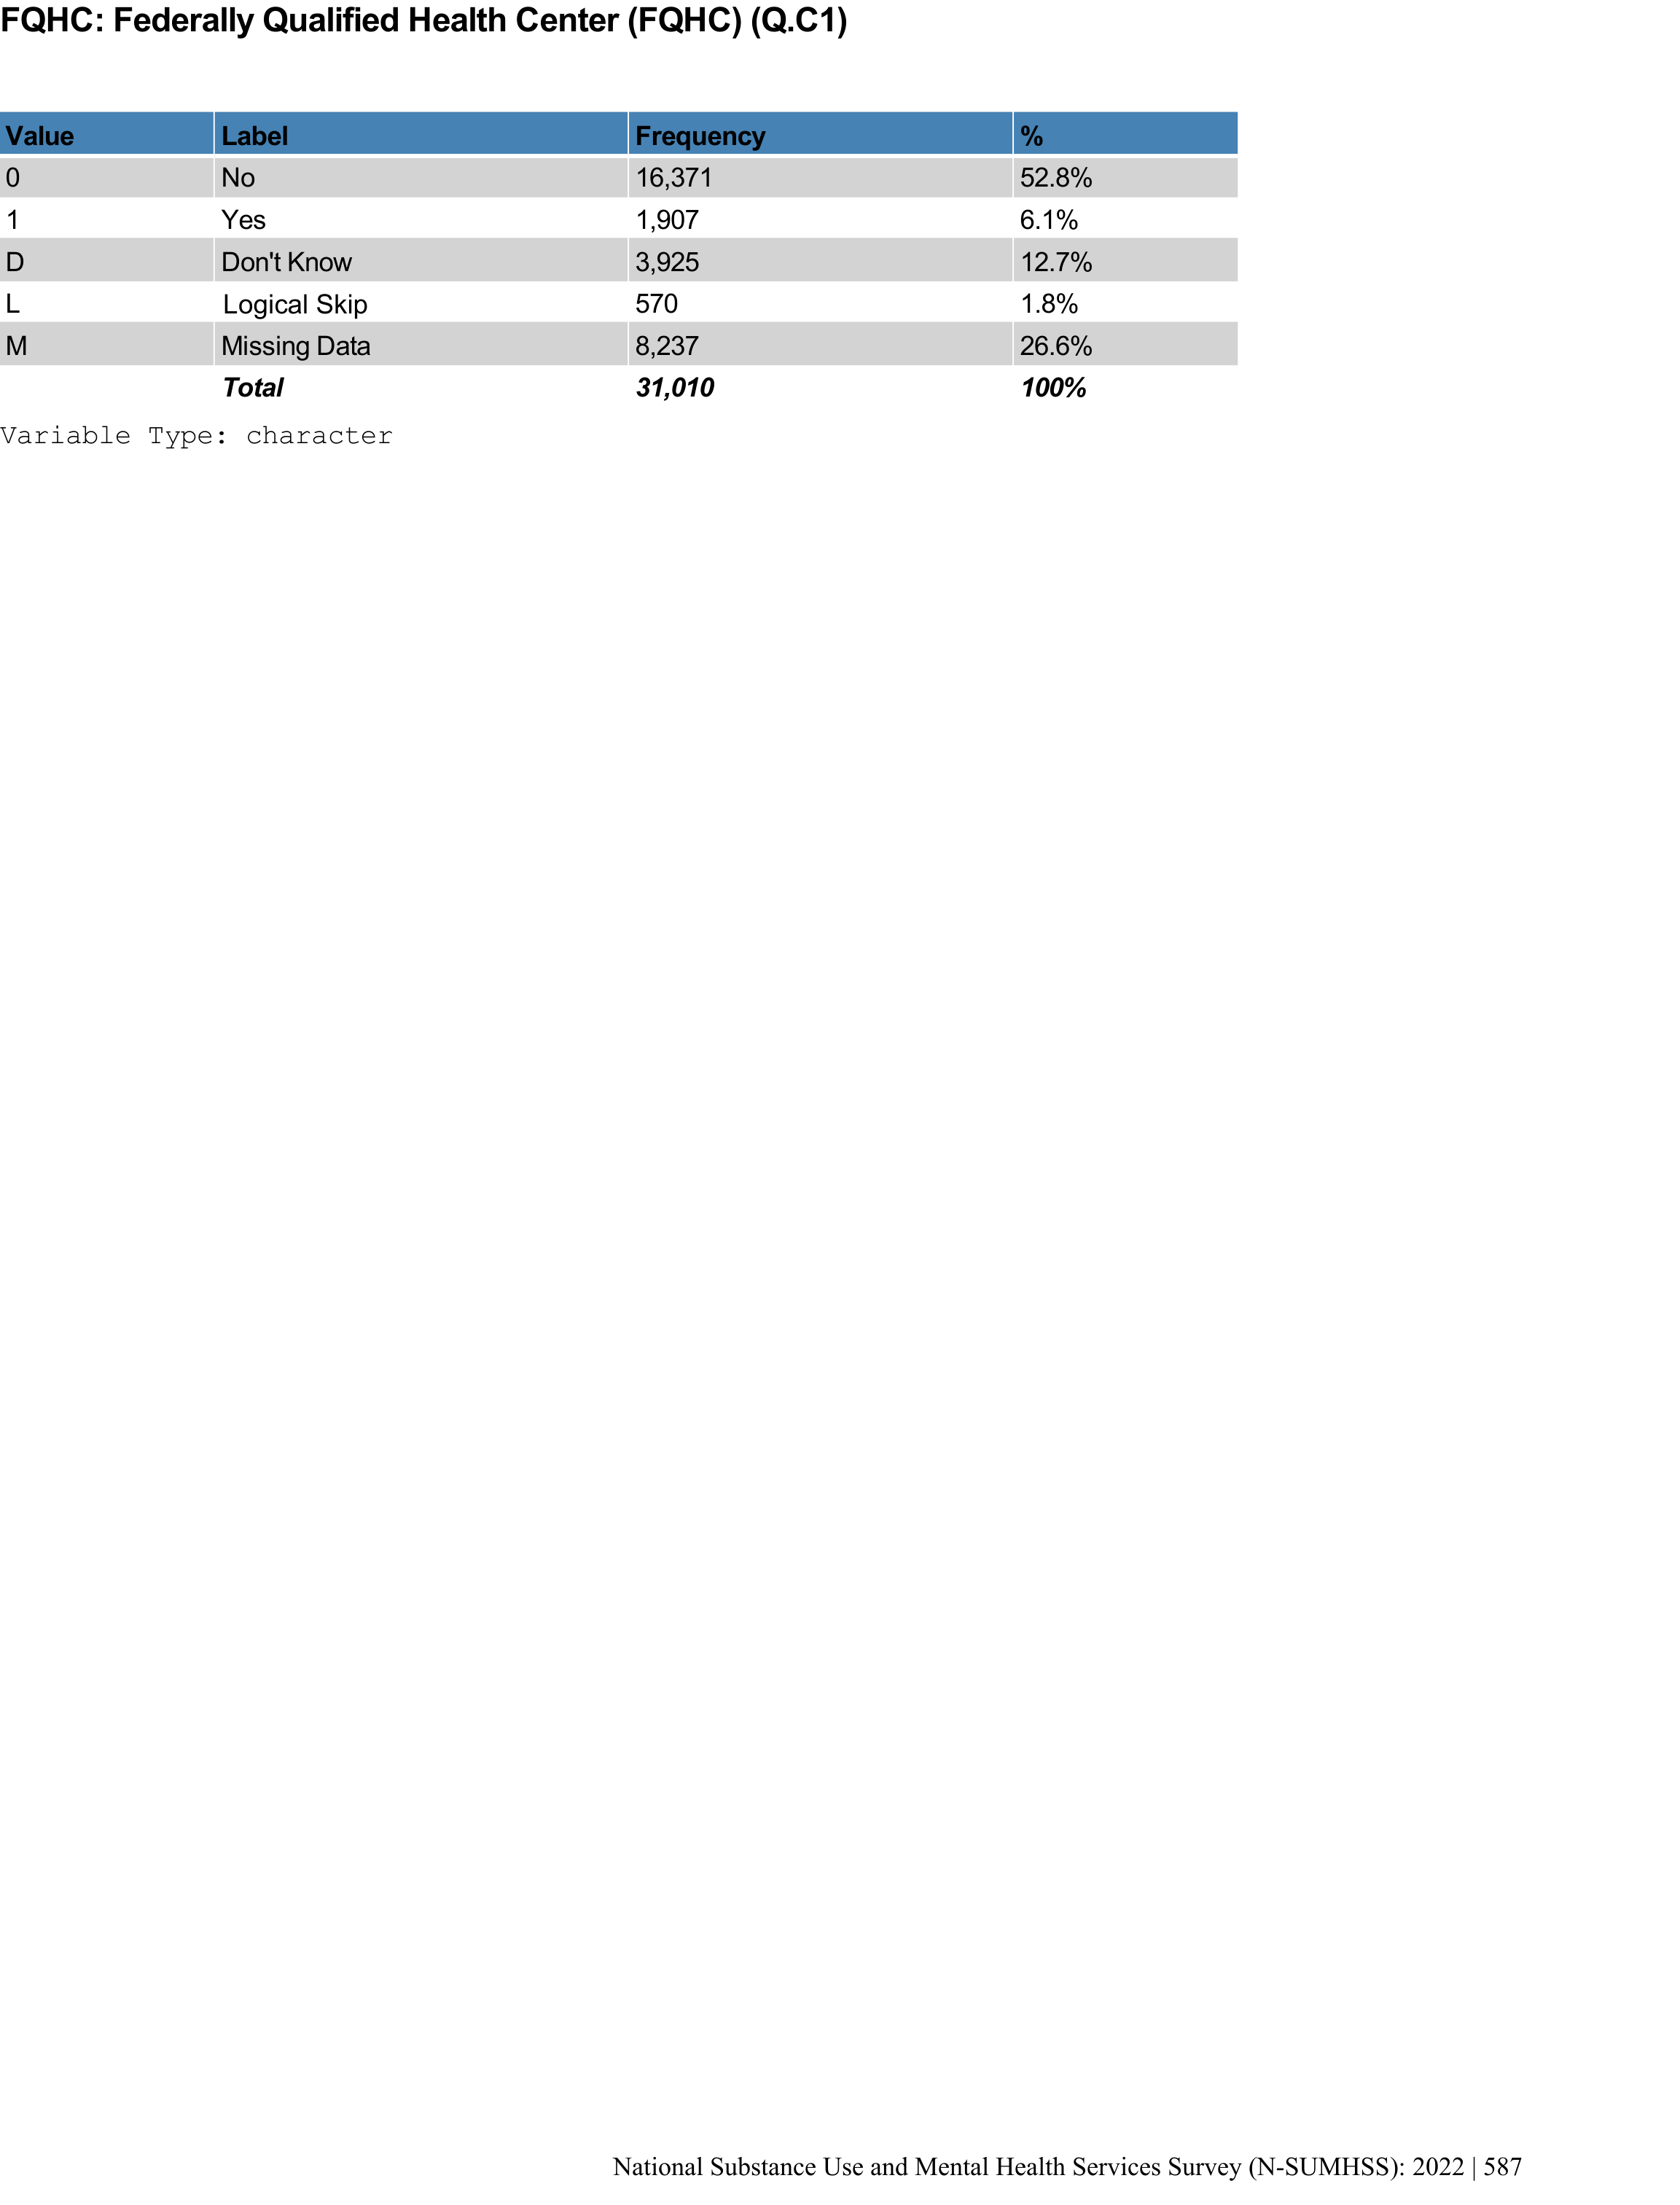 FQHC: Federally Qualified Health Center (FQHC) (Q.C1)
Value Label Frequency %
0 No 16,371 52.8%
1 Yes 1,907 6.1%
D Don't Know 3,925 12.7%
L Logical Skip 570 1.8%
M Missing Data 8,237 26.6%
Total 31,010 100%
Variable Type: character
National Substance Use and Mental Health Services Survey (N-SUMHSS): 2022 | 587